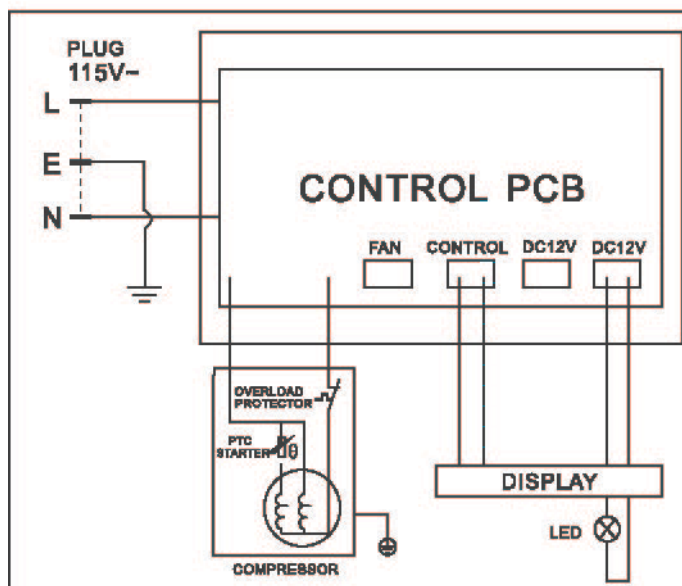 PLUG
115V~
L
E
N
CONTROL PCB
FAN CONTROL DC12V DC12V
OVERLOAD
PROTECTOR
PTC
STARTER
θ
DISPLAY
LED
COMPRESSOR